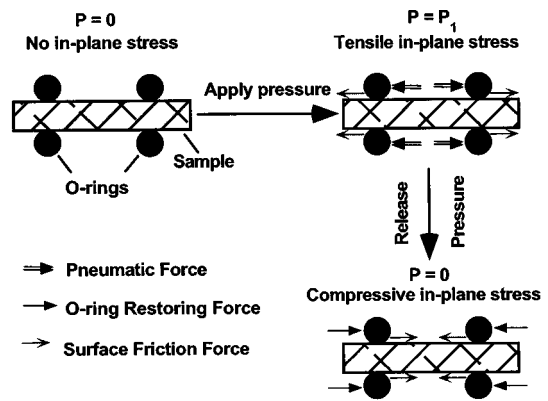 P = 0
No in-plane stress
P = P₁
Tensile in-plane stress
Apply pressure
Sample
O-rings
Release
Pressure
Pneumatic Force
O-ring Restoring Force
Surface Friction Force
P = 0
Compressive in-plane stress